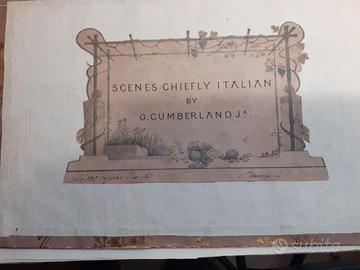 SCENES CHIEFLY ITALIAN
BY
G.CUMBERLAND Jr.
subito